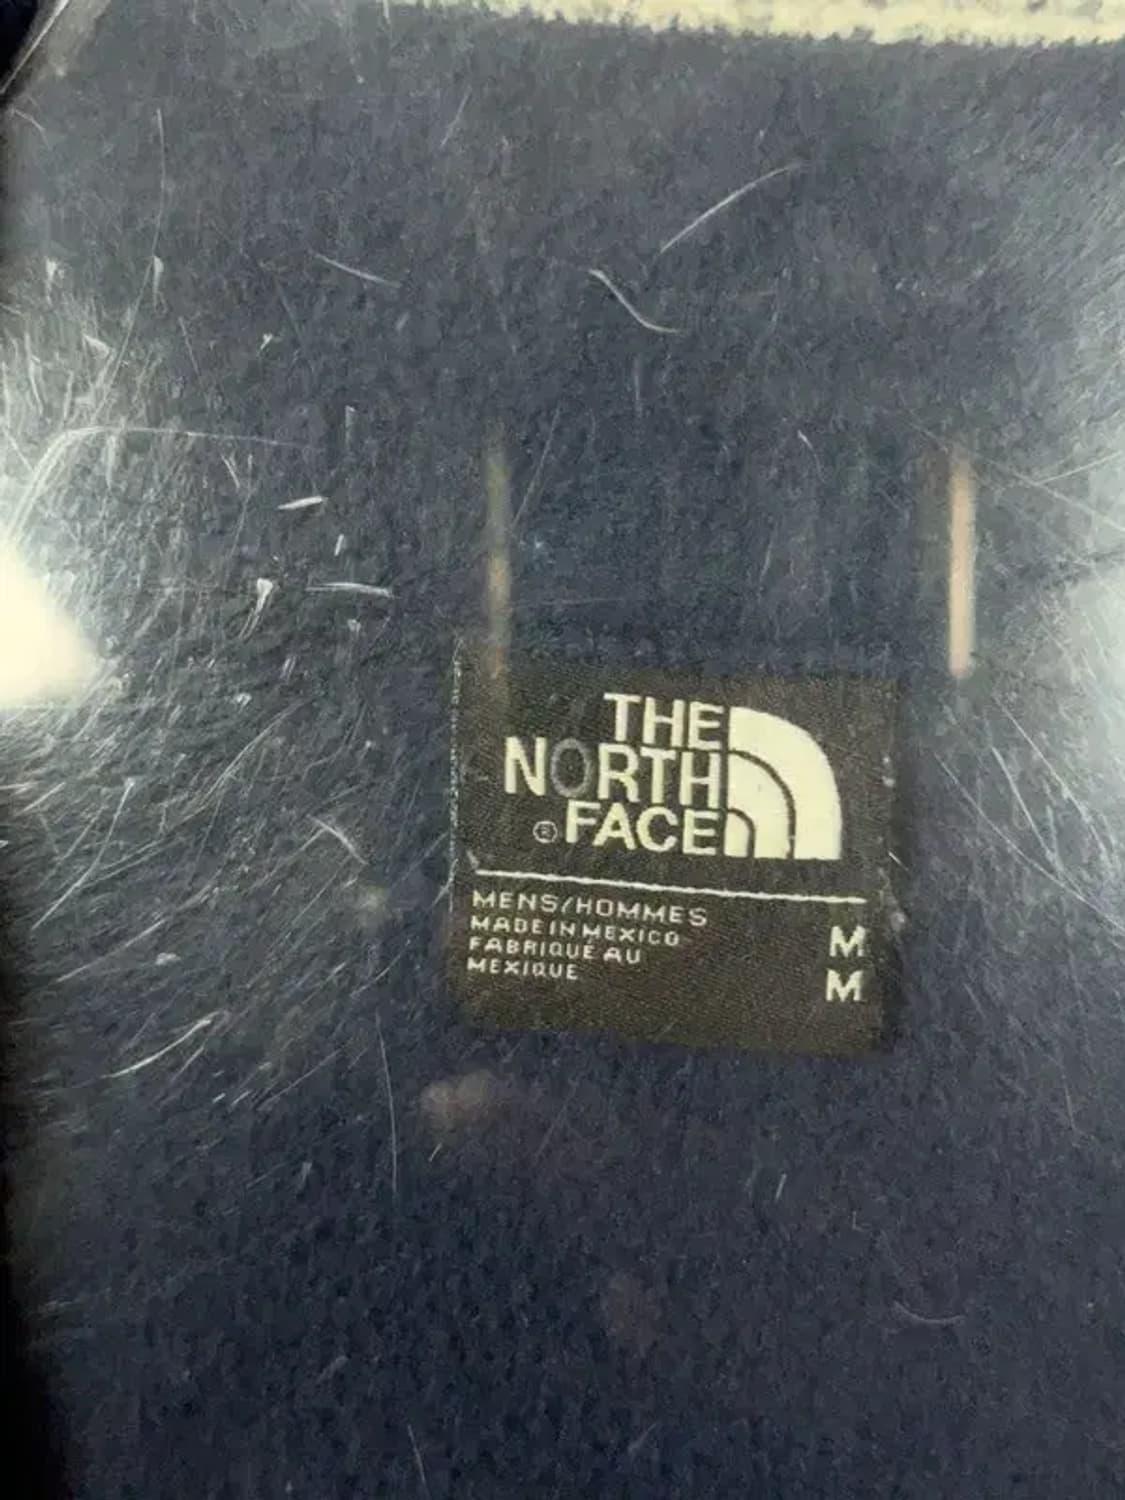 THE
NORTH
® FACE
MENS/HOMMES
MADE IN MEXICO
FABRIQUÉ AU
MEXIQUE
M
M